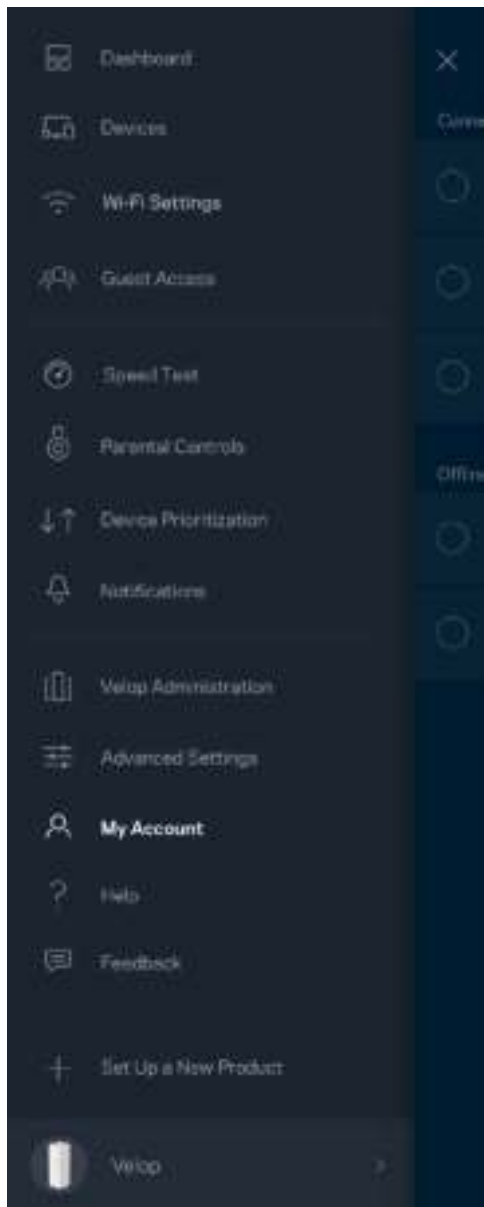 Dashboard
Devices
Wi-Fi Settings
Guest Access
Speed Test
Parental Controls
Device Prioritization
Notifications
Velop Administration
Advanced Settings
My Account
Help
Feedback
Set Up a New Product
Velop